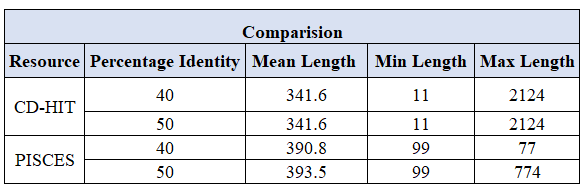 Comparision
Resource Percentage Identity Mean Length Min Length Max Length
CD-HIT 40 341.6 11 2124
50 341.6 11 2124
PISCES 40 390.8 99 77
50 393.5 99 774